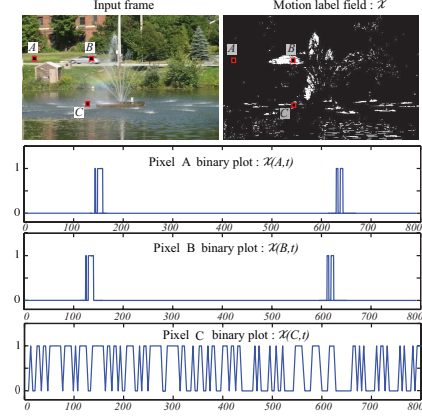 Input frame
Motion label field : 𝒳
A
B
C
A
B
C
Pixel A binary plot : 𝒳(A,t)
1
0
0 100 200 300 400 500 600 700 800
Pixel B binary plot : 𝒳(B,t)
1
0
0 100 200 300 400 500 600 700 800
Pixel C binary plot : 𝒳(C,t)
1
0
0 100 200 300 400 500 600 700 800